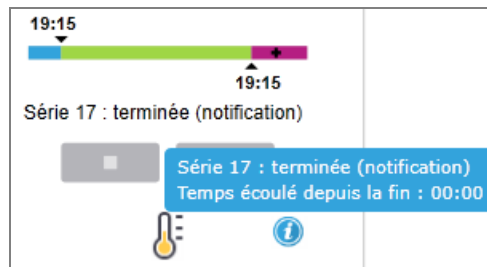 19:15
19:15
Série 17 : terminée (notification)
Série 17 : terminée (notification)
Temps écoulé depuis la fin : 00:00
i